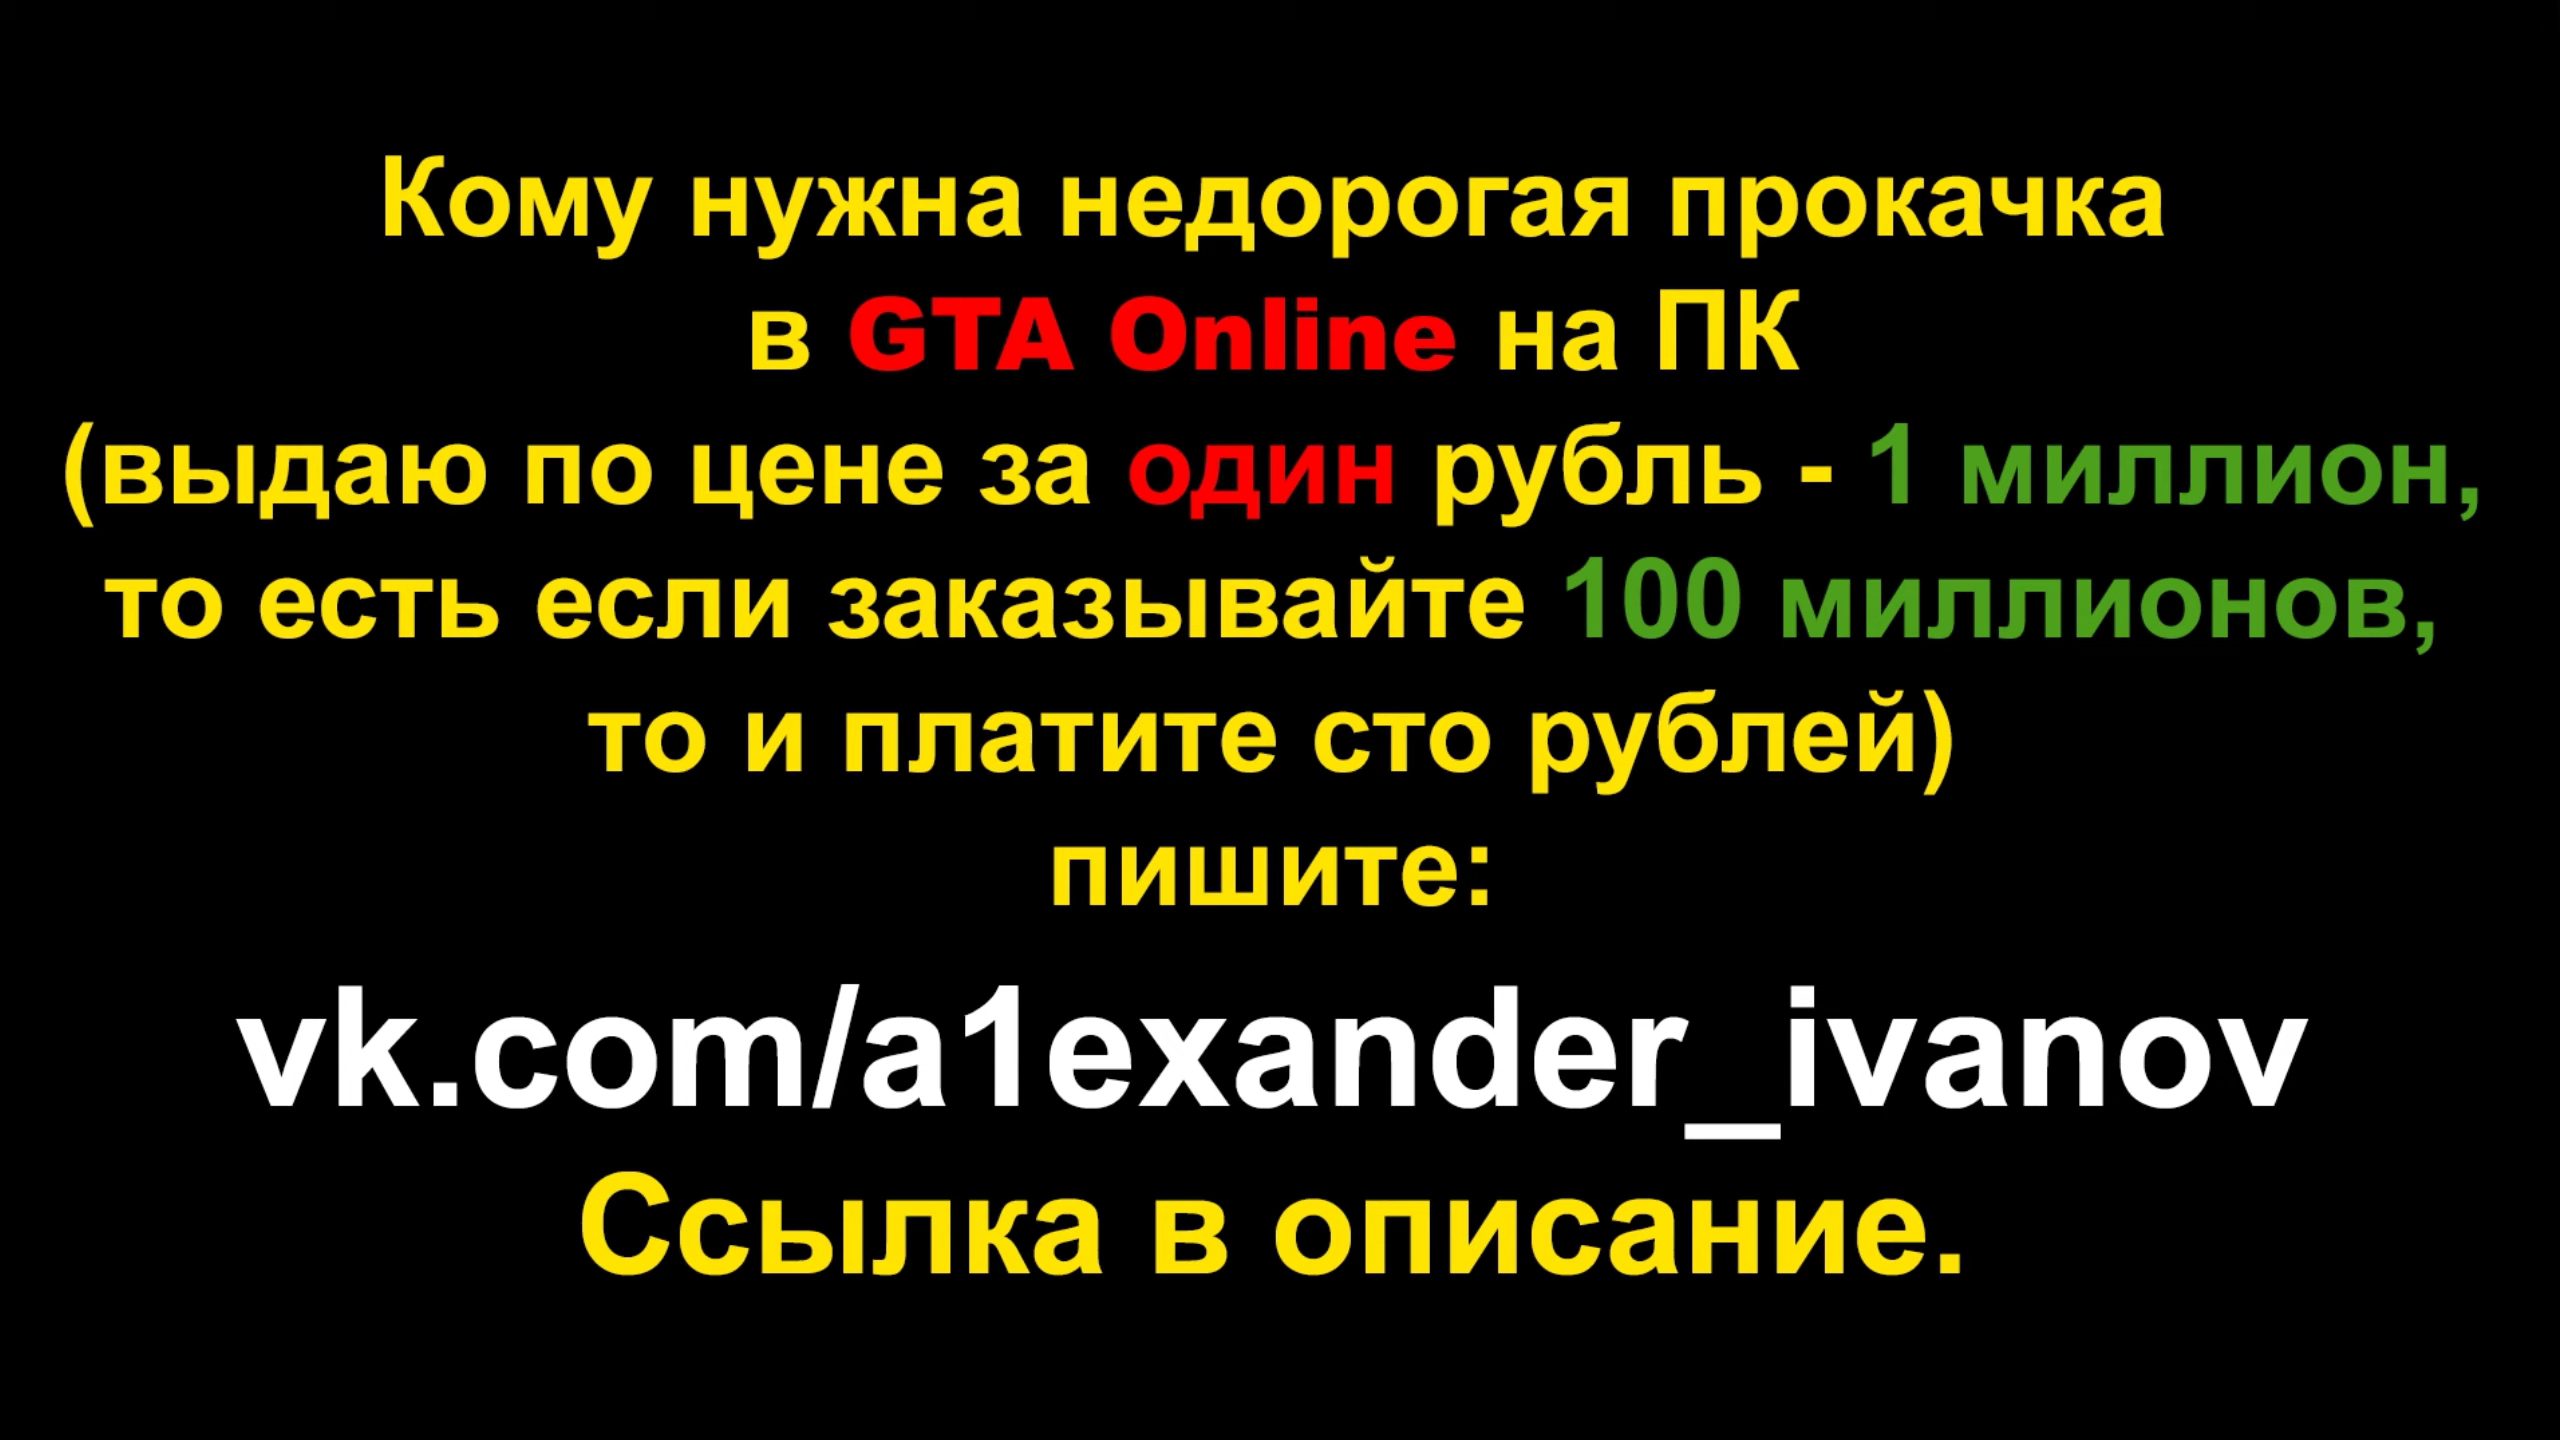 Кому нужна недорогая прокачка
в GTA Online на ПК
(выдаю по цене за один рубль - 1 миллион,
то есть если заказывайте 100 миллионов,
то и платите сто рублей)
пишите:
vk.com/a1exander_ivanov
Ссылка в описание.